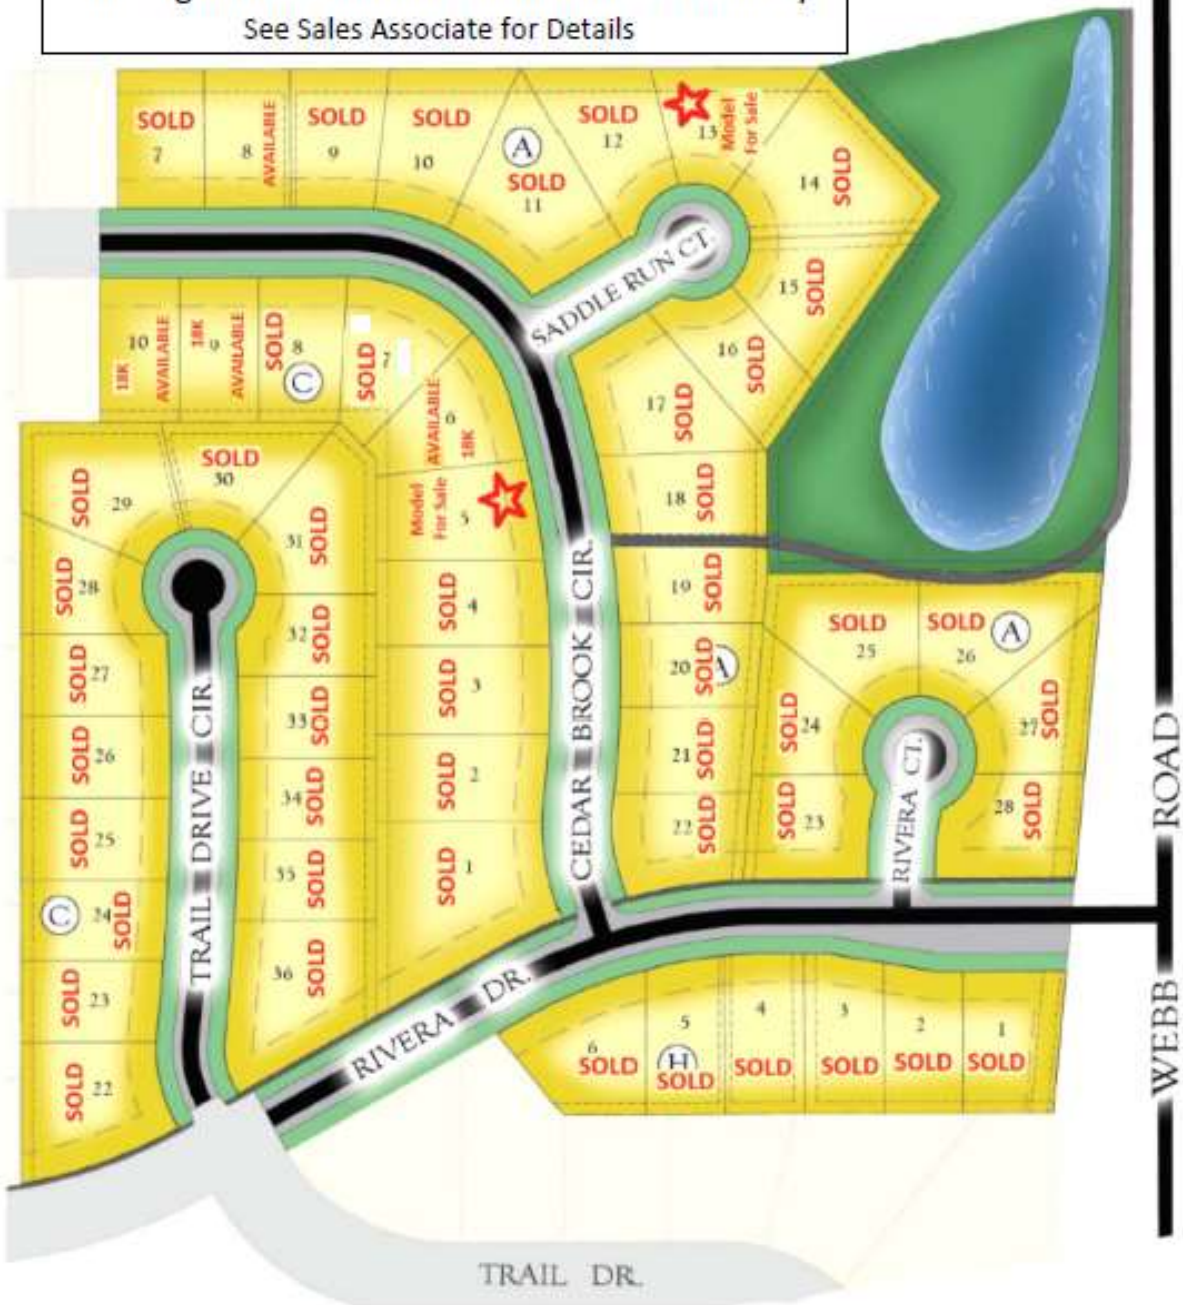 See Sales Associate for Details
SOLD
7
8
AVAILABLE
SOLD
9
SOLD
10
A
SOLD
11
SOLD
12
13
Model
For Sale
14
SOLD
15
SOLD
16
SOLD
17
SOLD
18
SOLD
SADDLE RUN CT.
10
18K
AVAILABLE
18K
9
AVAILABLE
SOLD
8
C
SOLD
7
AVAILABLE
6
18K
Model
For Sale
5
SOLD
4
SOLD
3
SOLD
2
SOLD
1
SOLD
29
SOLD
30
31
SOLD
SOLD
28
32
SOLD
SOLD
27
33
SOLD
SOLD
26
34
SOLD
SOLD
25
35
SOLD
C
24
SOLD
36
SOLD
SOLD
23
SOLD
22
TRAIL DRIVE CIR.
CEDAR BROOK CIR.
19
SOLD
20
SOLD
A
21
SOLD
22
SOLD
SOLD
25
SOLD
26
A
SOLD
24
27
SOLD
SOLD
23
28
SOLD
RIVERA CT.
RIVERA DR.
6
SOLD
5
H
SOLD
4
SOLD
3
SOLD
2
SOLD
1
SOLD
WEBB ROAD
TRAIL DR.